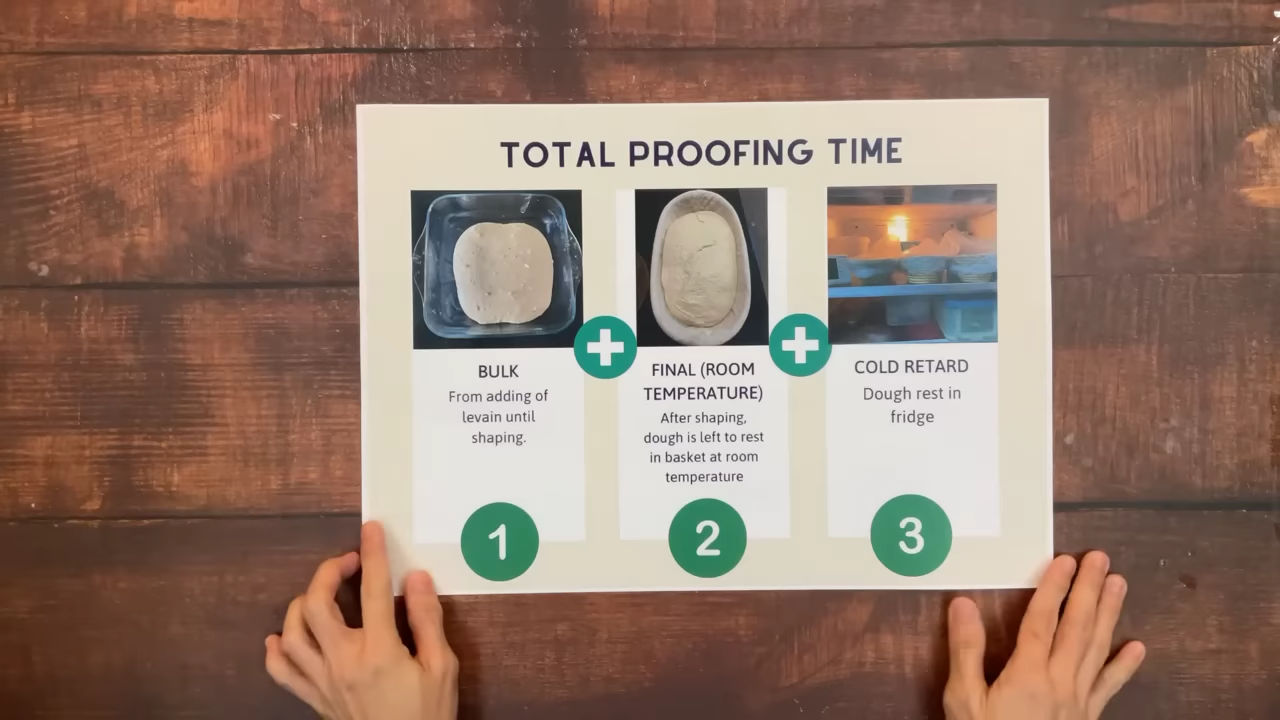 TOTAL PROOFING TIME
BULK
From adding of
levain until
shaping.
1
FINAL (ROOM
TEMPERATURE)
After shaping,
dough is left to rest
in basket at room
temperature
2
COLD RETARD
Dough rest in
fridge
3